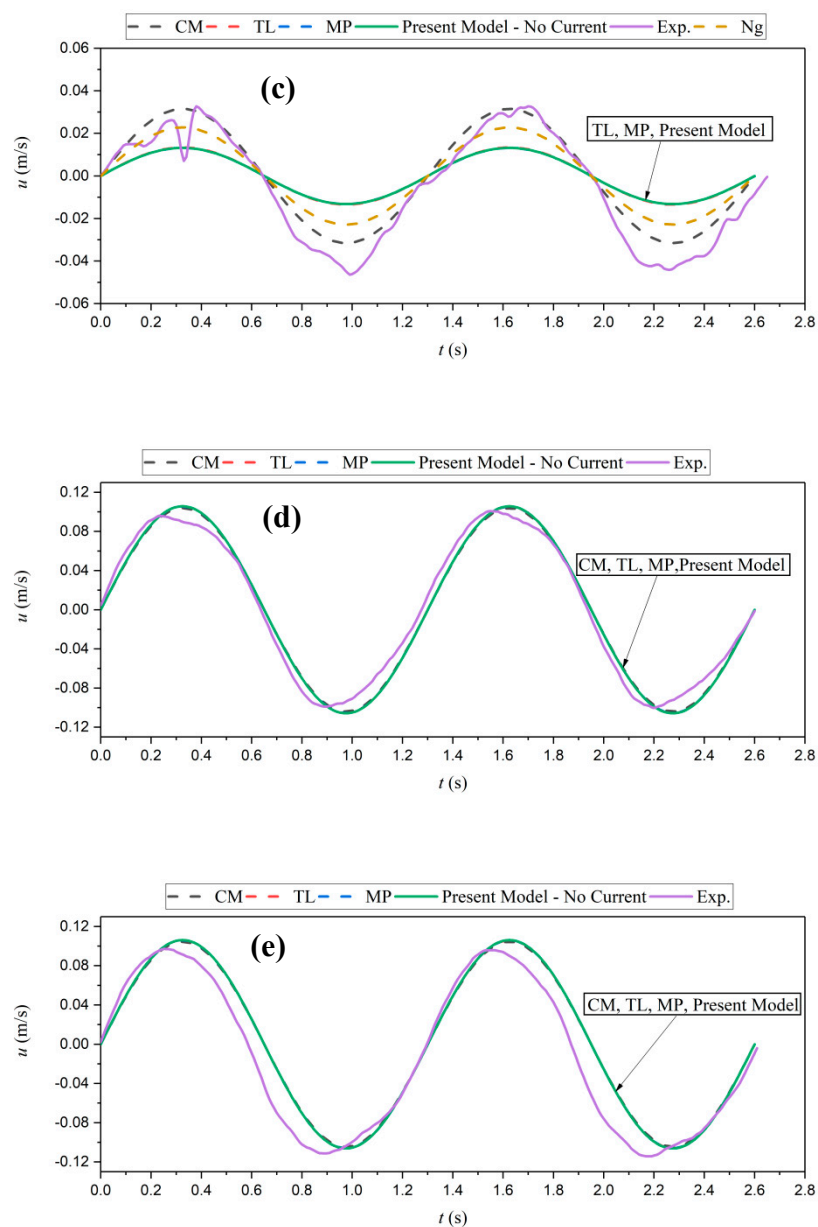 CM TL MP Present Model - No Current Exp. Ng
(c)
TL, MP, Present Model
u (m/s)
0.06
0.04
0.02
0.00
-0.02
-0.04
-0.06
0.0 0.2 0.4 0.6 0.8 1.0 1.2 1.4 1.6 1.8 2.0 2.2 2.4 2.6 2.8
t (s)
CM TL MP Present Model - No Current Exp.
(d)
CM, TL, MP,Present Model
u (m/s)
0.12
0.08
0.04
0.00
-0.04
-0.08
-0.12
0.0 0.2 0.4 0.6 0.8 1.0 1.2 1.4 1.6 1.8 2.0 2.2 2.4 2.6 2.8
t (s)
CM TL MP Present Model - No Current Exp.
(e)
CM, TL, MP, Present Model
u (m/s)
0.12
0.08
0.04
0.00
-0.04
-0.08
-0.12
0.0 0.2 0.4 0.6 0.8 1.0 1.2 1.4 1.6 1.8 2.0 2.2 2.4 2.6 2.8
t (s)